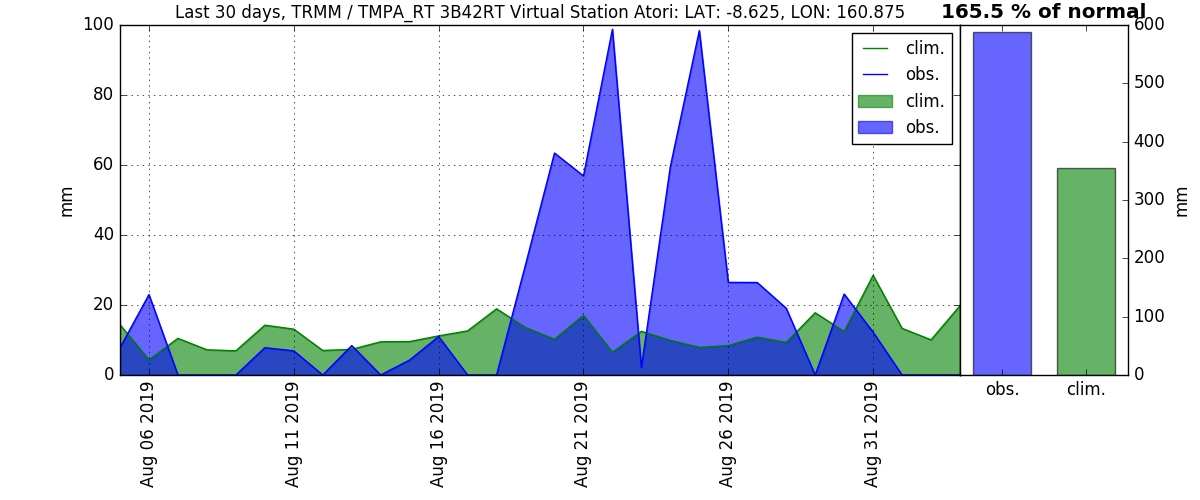 Last 30 days, TRMM / TMPA_RT 3B42RT Virtual Station Atori: LAT: -8.625, LON: 160.875
165.5 % of normal
100
80
60
40
20
0
mm
clim.
obs.
clim.
obs.
600
500
400
300
200
100
0
mm
Aug 06 2019
Aug 11 2019
Aug 16 2019
Aug 21 2019
Aug 26 2019
Aug 31 2019
obs.
clim.